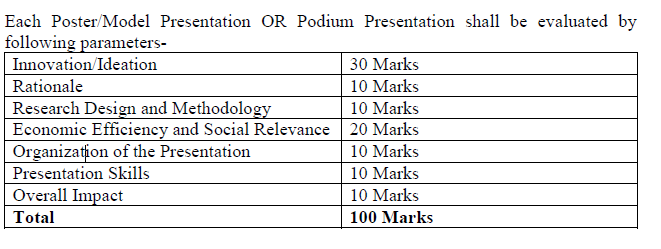 Each Poster/Model Presentation OR Podium Presentation shall be evaluated by
following parameters-
Innovation/Ideation 30 Marks
Rationale 10 Marks
Research Design and Methodology 10 Marks
Economic Efficiency and Social Relevance 20 Marks
Organization of the Presentation 10 Marks
Presentation Skills 10 Marks
Overall Impact 10 Marks
Total 100 Marks